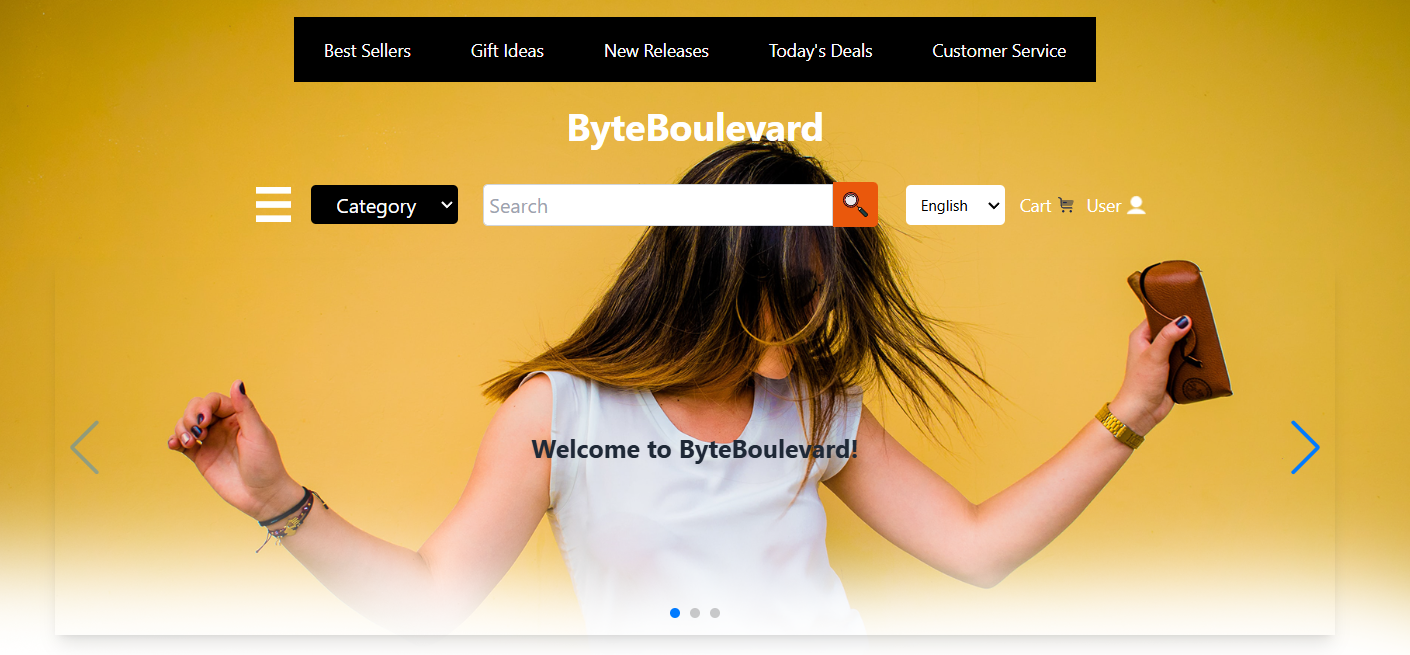 Best Sellers Gift Ideas New Releases Today's Deals Customer Service
ByteBoulevard
Category Search English Cart User
Welcome to ByteBoulevard!